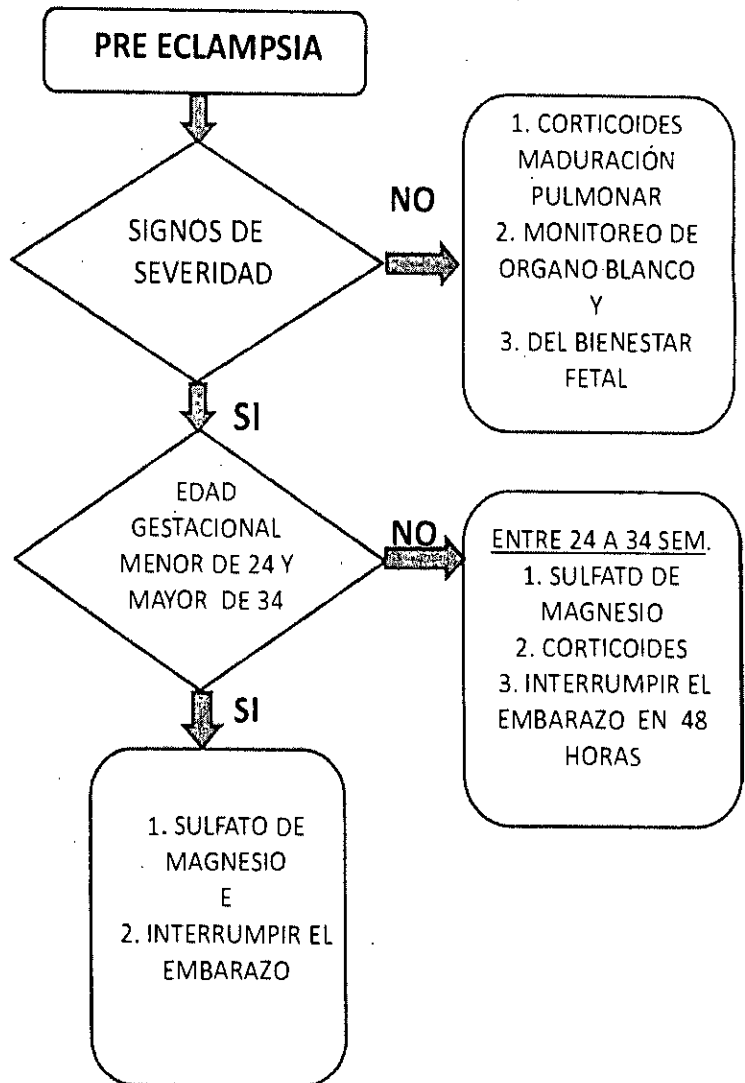 PRE ECLAMPSIA
SIGNOS DE
SEVERIDAD
NO
1. CORTICOIDES
MADURACIÓN
PULMONAR
2. MONITOREO DE
ORGANO BLANCO
Y
3. DEL BIENESTAR
FETAL
SI
EDAD
GESTACIONAL
MENOR DE 24 Y
MAYOR DE 34
NO
ENTRE 24 A 34 SEM.
1. SULFATO DE
MAGNESIO
2. CORTICOIDES
3. INTERRUMPIR EL
EMBARAZO EN 48
HORAS
SI
1. SULFATO DE
MAGNESIO
E
2. INTERRUMPIR EL
EMBARAZO